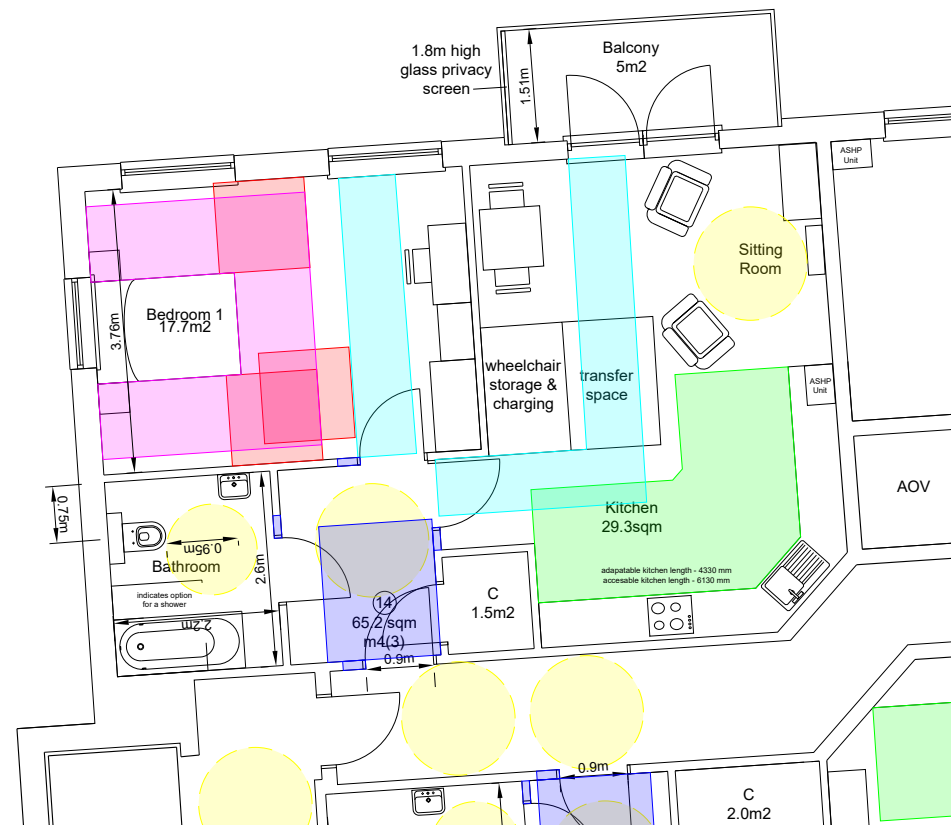 1.8m high
glass privacy
screen
1.51m
Balcony
5m2
ASHP
Unit
Sitting
Room
3.76m
Bedroom 1
17.7m2
wheelchair
storage &
charging
transfer
space
ASHP
Unit
AOV
0.75m
0.95m
Bathroom
2.6m
indicates option
for a shower
2.2m
Kitchen
29.3sqm
adapatable kitchen length - 4330 mm
accesable kitchen length - 6130 mm
C
1.5m2
14
65.2 sqm
m4(3)
0.9m
0.9m
C
2.0m2